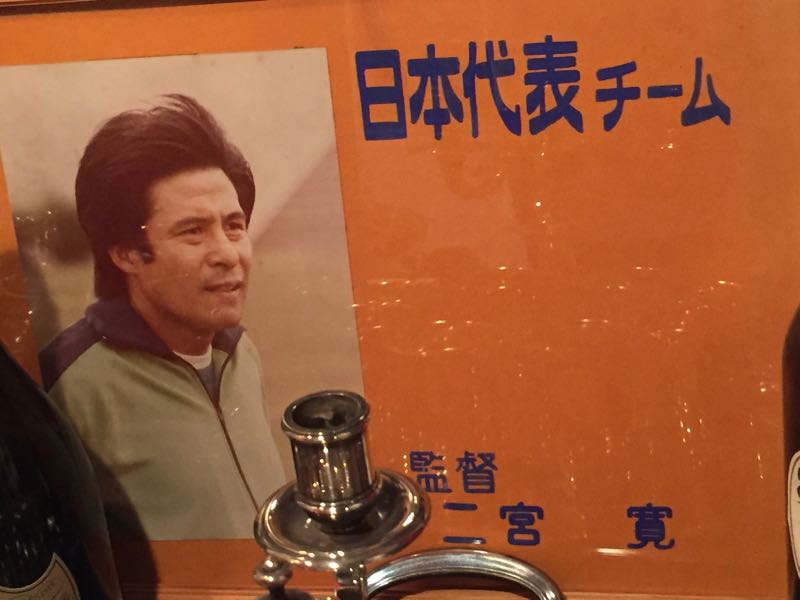 日本代表チーム
監督
二宮 寛